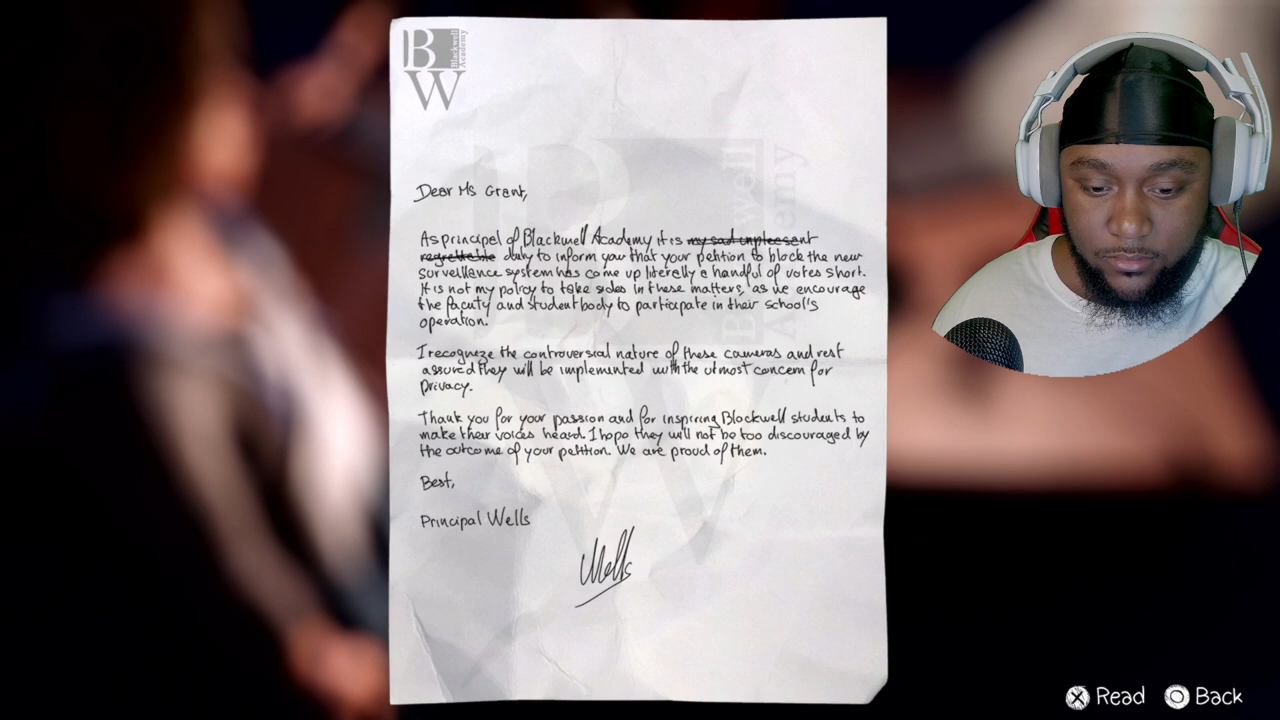 BW
Blackwell
Academy
Dear Ms Grant,
As principel of Blackwell Academy it is my sad unpleesent
regrettable duty to inform you that your petition to block the new
surveillance system has come up literally a handful of votes short.
It is not my policy to take sides in these matters, as we encourage
the faculty and student body to participate in their school's
operation.
I recogneze the controversial nature of these cameras and rest
assured they will be implemented with the utmost concern for
privacy.
Thank you for your passion and for inspiring Blackwell students to
make their voices heard. I hope they will not be too discouraged by
the outcome of your petition. We are proud of them.
Best,
Principal Wells
Wells
Read Back